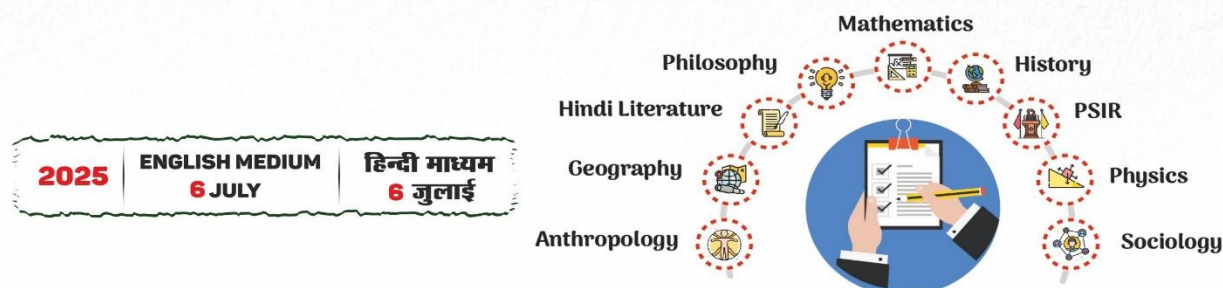 2025
ENGLISH MEDIUM
6 JULY
हिन्दी माध्यम
6 जुलाई
Mathematics
Philosophy
History
Hindi Literature
PSIR
Geography
Physics
Anthropology
Sociology